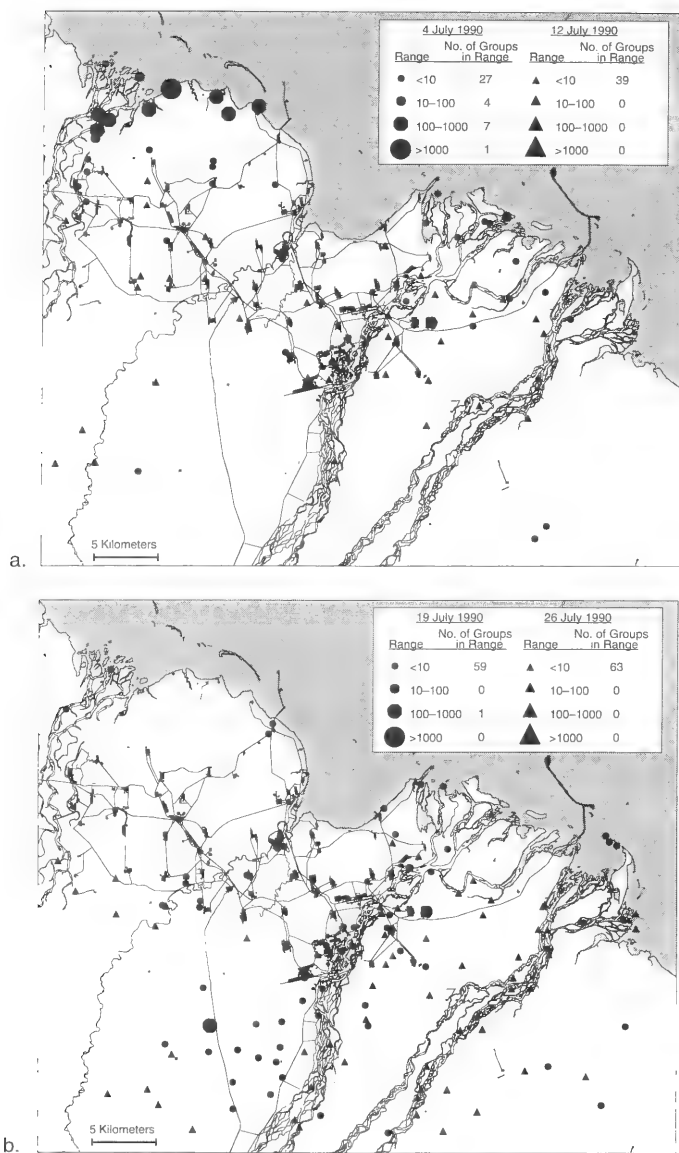 4 July 1990 12 July 1990
No. of Groups No. of Groups
Range in Range Range in Range
<10 27 <10 39
10–100 4 10–100 0
100–1000 7 100–1000 0
>1000 1 >1000 0
5 Kilometers
a.
19 July 1990 26 July 1990
No. of Groups No. of Groups
Range in Range Range in Range
<10 59 <10 63
10–100 0 10–100 0
100–1000 1 100–1000 0
>1000 0 >1000 0
5 Kilometers
b.